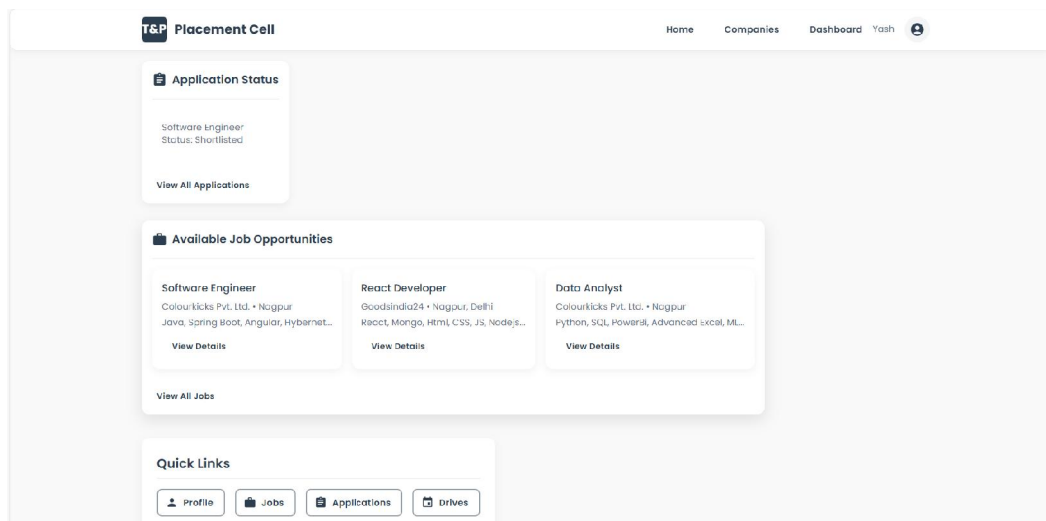 T&P Placement Cell Home Companies Dashboard Yash
Application Status
Software Engineer
Status: Shortlisted
View All Applications
Available Job Opportunities
Software Engineer
Colourkicks Pvt. Ltd. • Nagpur
Java, Spring Boot, Angular, Hybernet...
View Details
React Developer
Goodsindia24 • Nagpur, Delhi
React, Mongo, Html, CSS, JS, Nodejs...
View Details
Data Analyst
Colourkicks Pvt. Ltd. • Nagpur
Python, SQL, PowerBI, Advanced Excel, ML...
View Details
View All Jobs
Quick Links
Profile Jobs Applications Drives